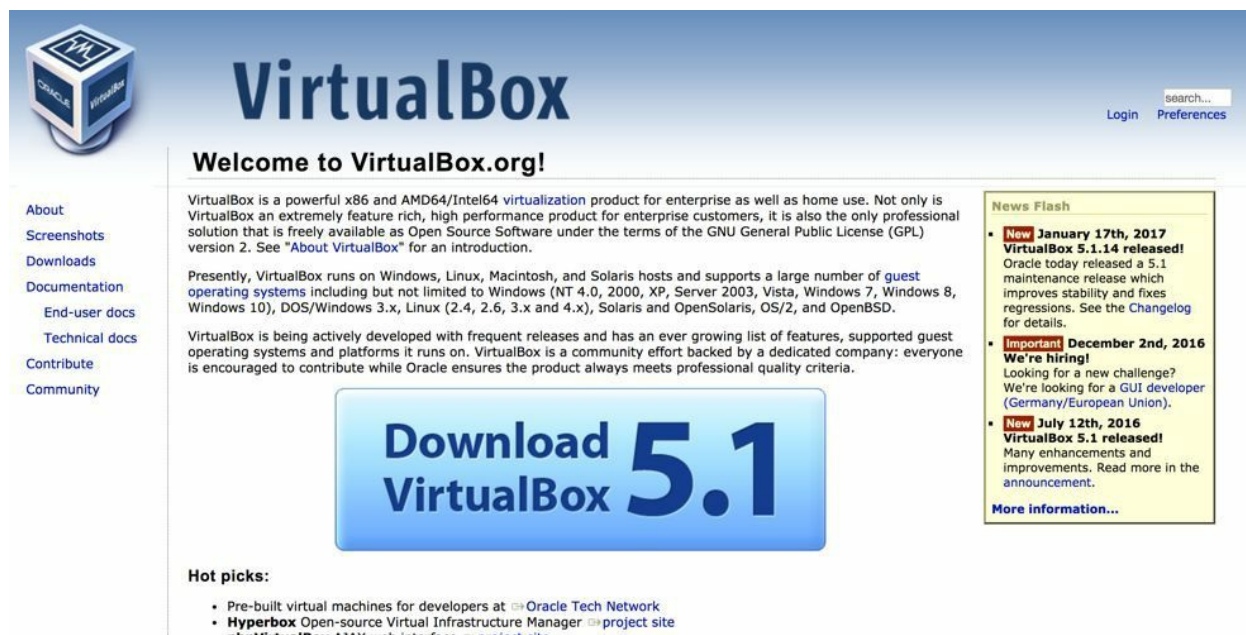 ORACLE
VirtualBox
VirtualBox
search...
Login Preferences
Welcome to VirtualBox.org!
About
Screenshots
Downloads
Documentation
End-user docs
Technical docs
Contribute
Community
VirtualBox is a powerful x86 and AMD64/Intel64 virtualization product for enterprise as well as home use. Not only is
VirtualBox an extremely feature rich, high performance product for enterprise customers, it is also the only professional
solution that is freely available as Open Source Software under the terms of the GNU General Public License (GPL)
version 2. See "About VirtualBox" for an introduction.
Presently, VirtualBox runs on Windows, Linux, Macintosh, and Solaris hosts and supports a large number of guest
operating systems including but not limited to Windows (NT 4.0, 2000, XP, Server 2003, Vista, Windows 7, Windows 8,
Windows 10), DOS/Windows 3.x, Linux (2.4, 2.6, 3.x and 4.x), Solaris and OpenSolaris, OS/2, and OpenBSD.
VirtualBox is being actively developed with frequent releases and has an ever growing list of features, supported guest
operating systems and platforms it runs on. VirtualBox is a community effort backed by a dedicated company: everyone
is encouraged to contribute while Oracle ensures the product always meets professional quality criteria.
Download
VirtualBox 5.1
Hot picks:
• Pre-built virtual machines for developers at Oracle Tech Network
• Hyperbox Open-source Virtual Infrastructure Manager project site
News Flash
New January 17th, 2017
VirtualBox 5.1.14 released!
Oracle today released a 5.1
maintenance release which
improves stability and fixes
regressions. See the Changelog
for details.
Important December 2nd, 2016
We're hiring!
Looking for a new challenge?
We're looking for a GUI developer
(Germany/European Union).
New July 12th, 2016
VirtualBox 5.1 released!
Many enhancements and
improvements. Read more in the
announcement.
More information...